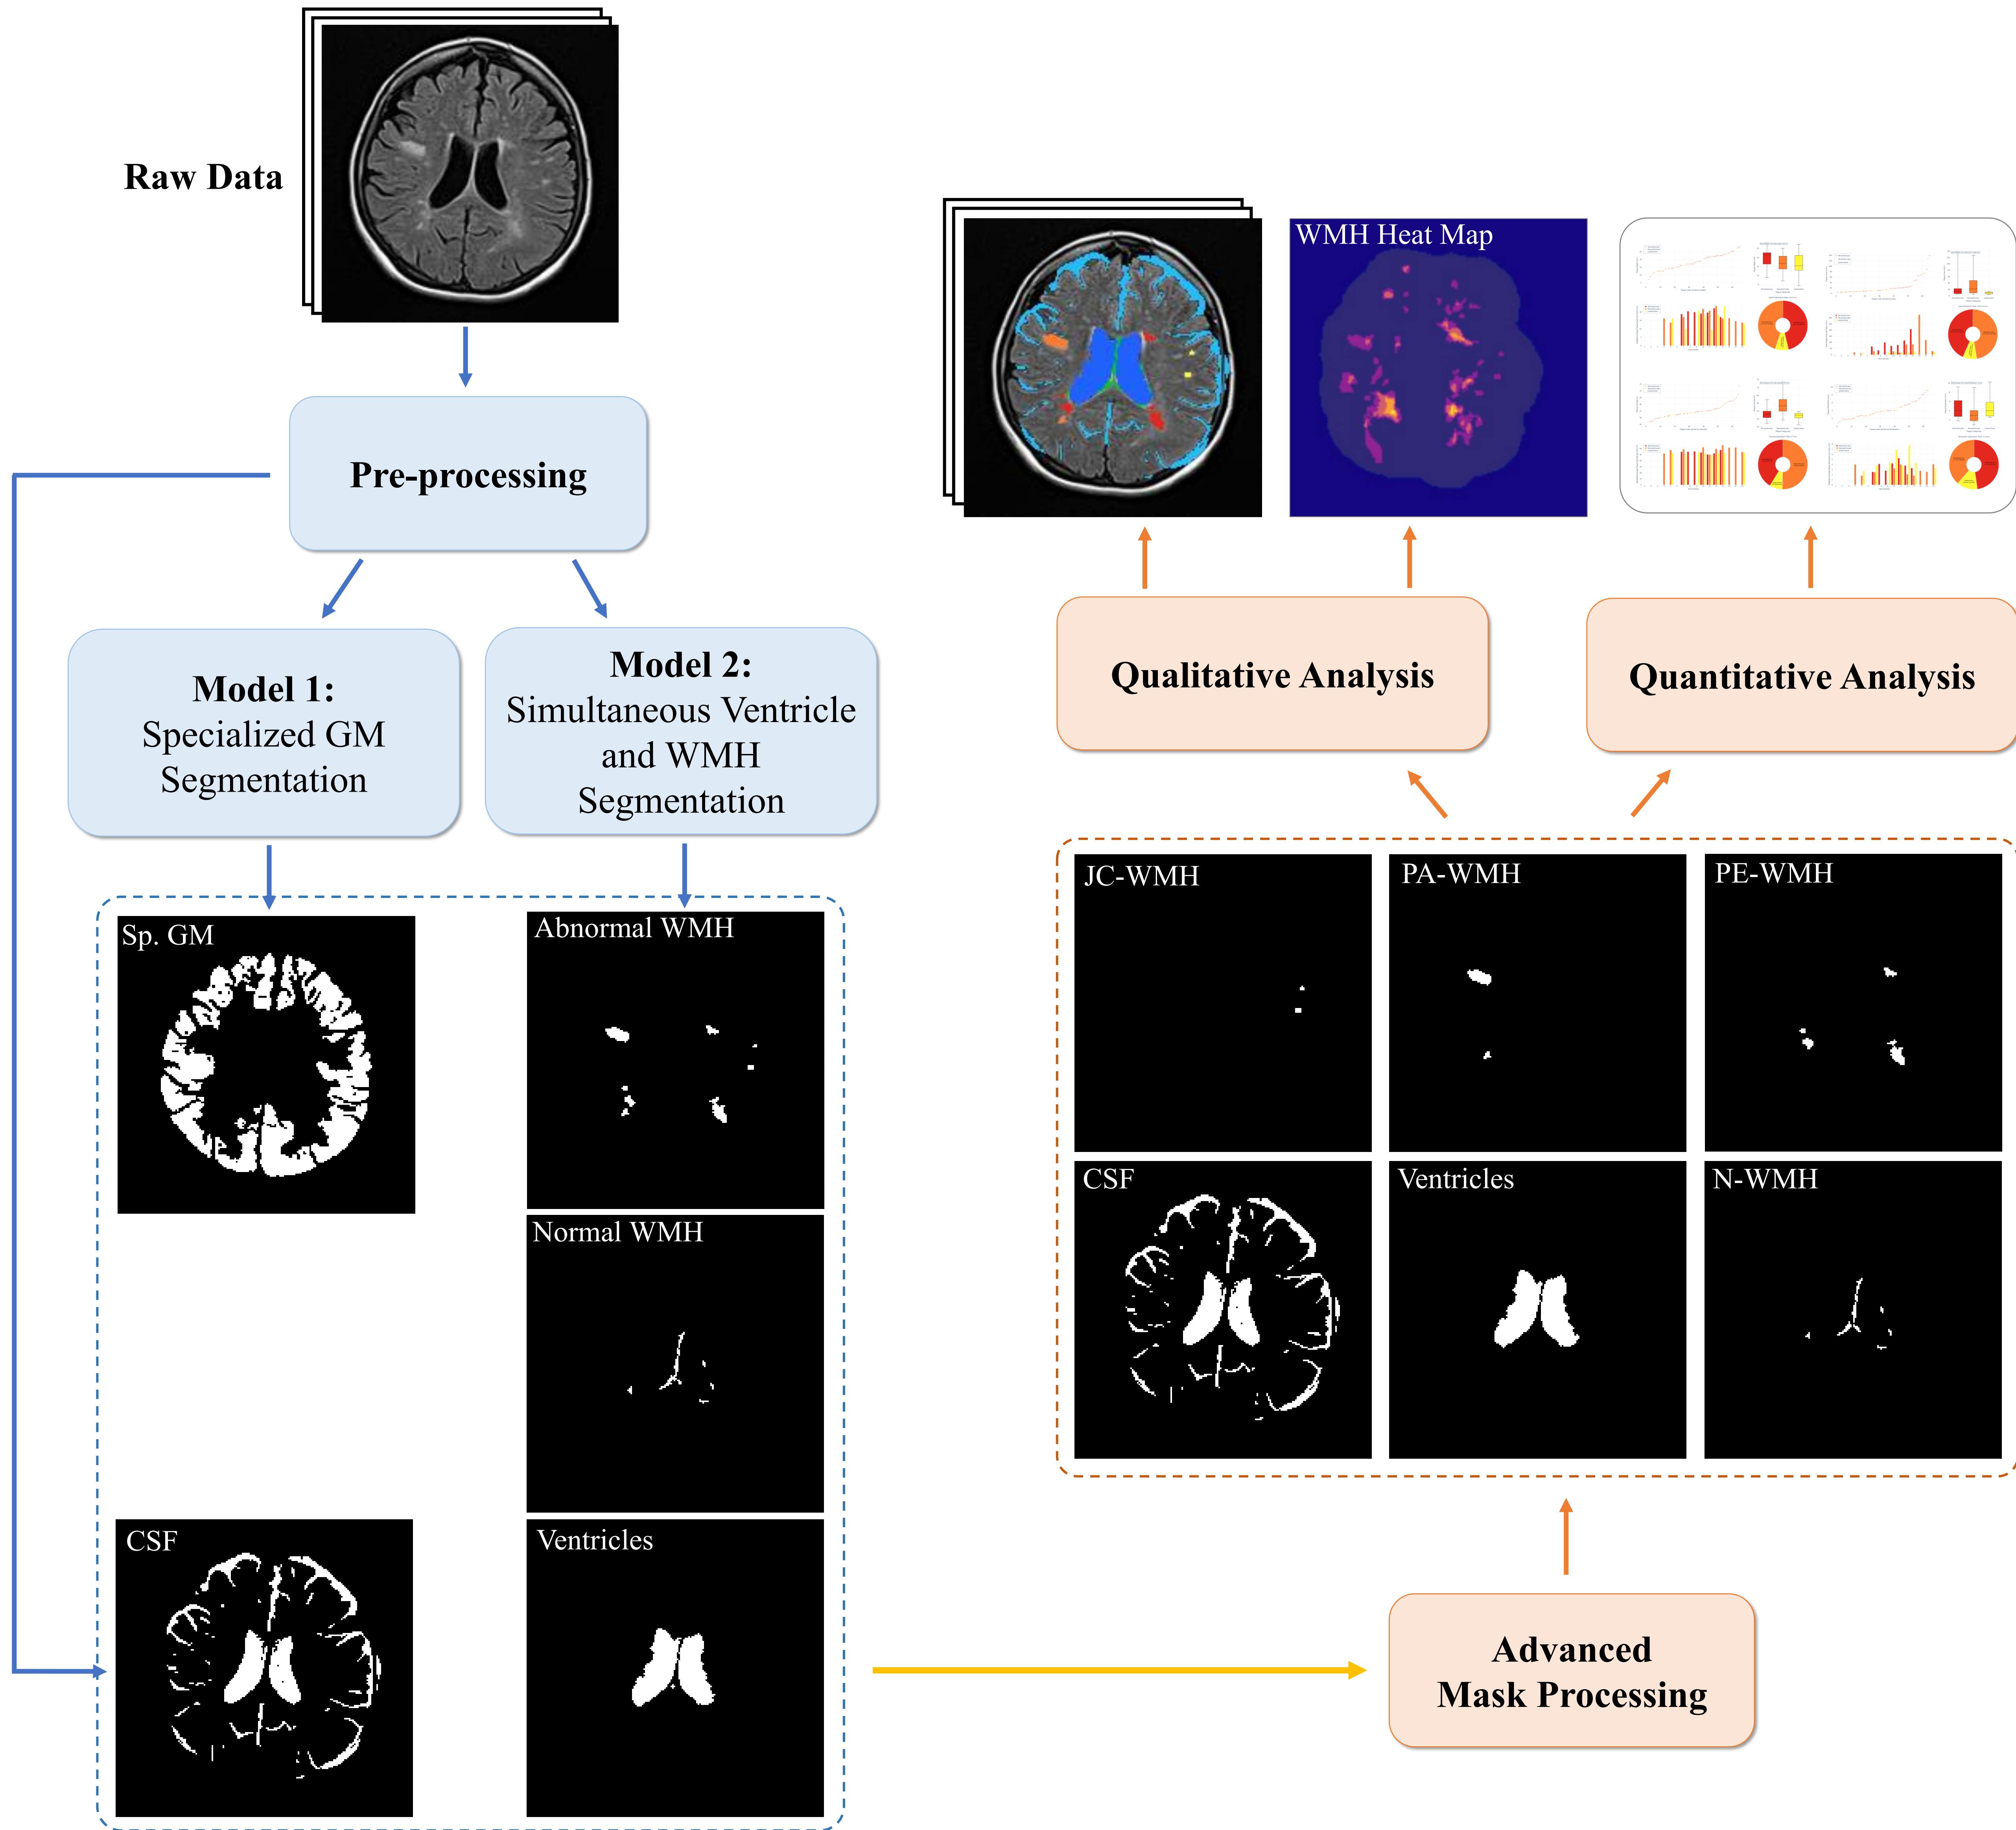 Raw Data
Pre-processing
Model 1:
Specialized GM
Segmentation
Model 2:
Simultaneous Ventricle
and WMH
Segmentation
Sp. GM
Abnormal WMH
Normal WMH
CSF
Ventricles
WMH Heat Map
Qualitative Analysis
Quantitative Analysis
JC-WMH
PA-WMH
PE-WMH
CSF
Ventricles
N-WMH
Advanced
Mask Processing